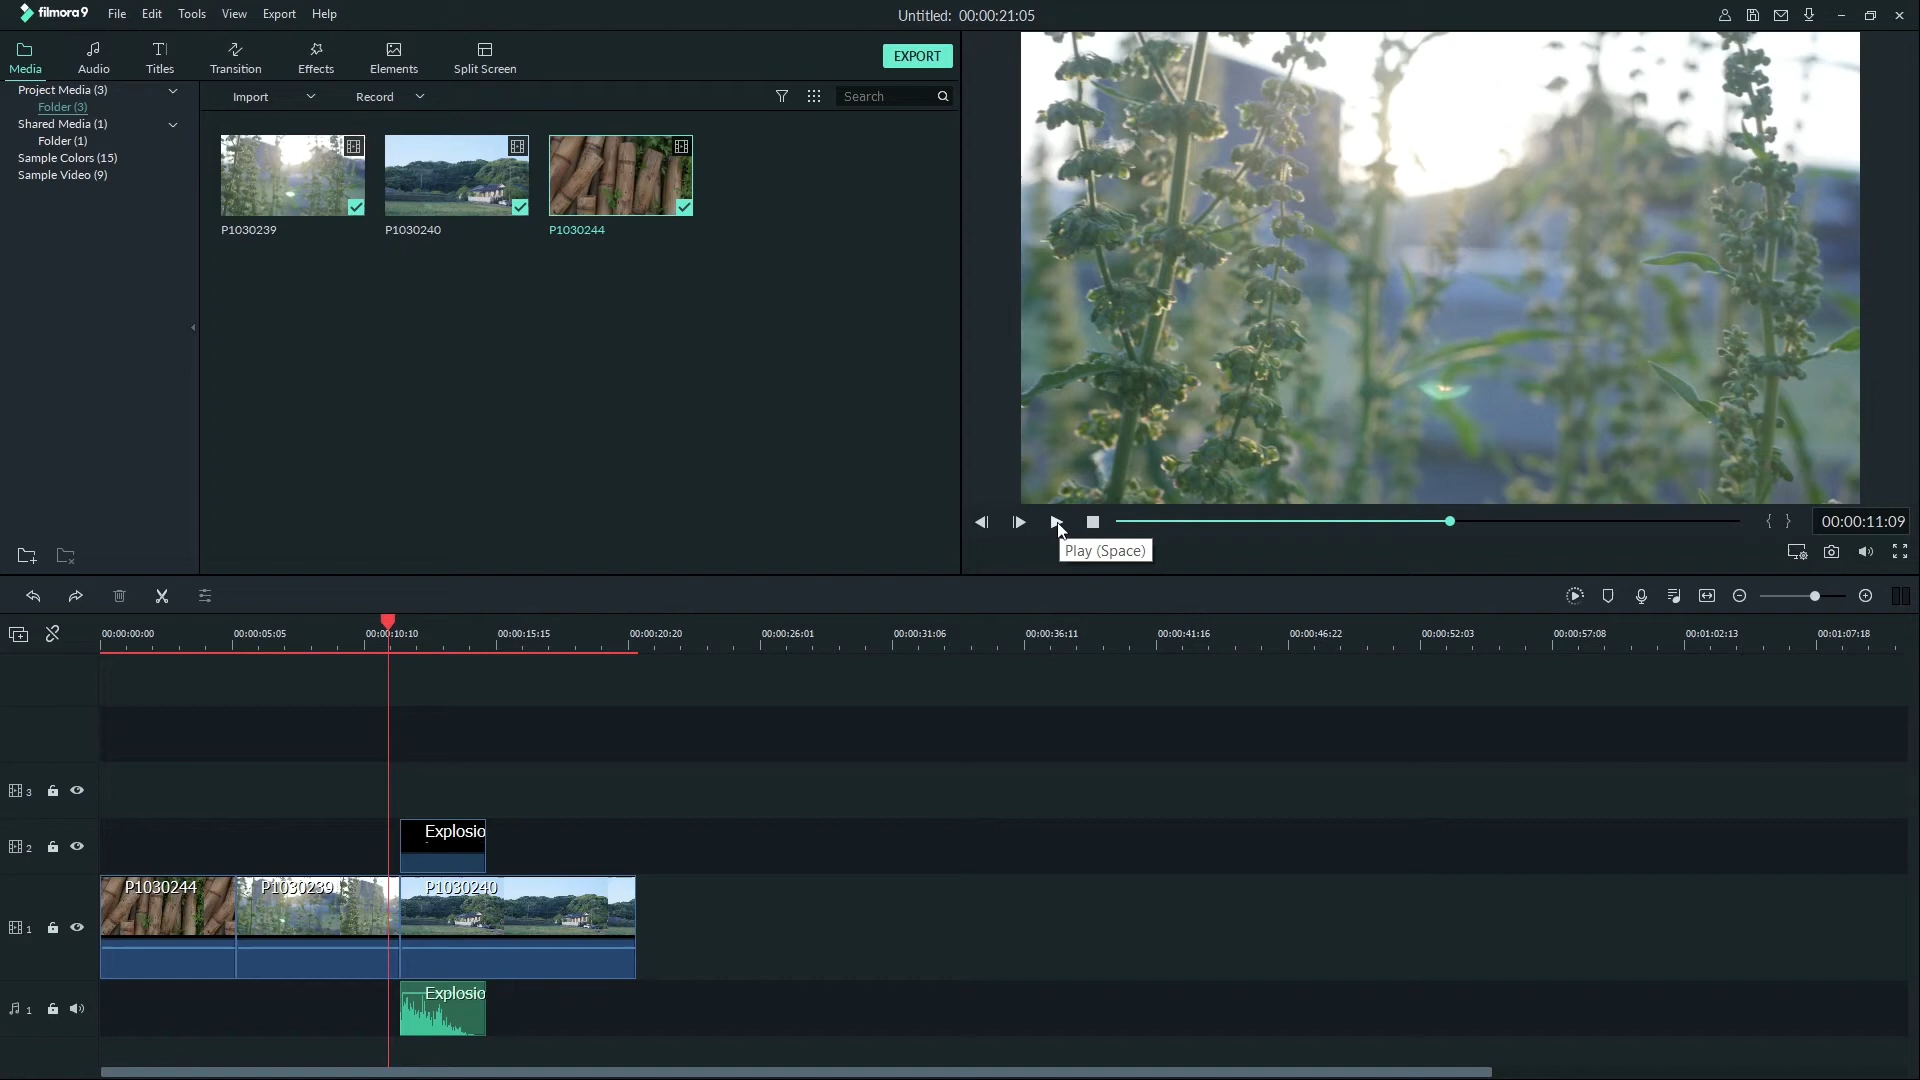 filmora9 File Edit Tools View Export Help Untitled: 00:00:21:05
Media Audio Titles Transition Effects Elements Split Screen EXPORT
Project Media (3)
Folder (3)
Shared Media (1)
Folder (1)
Sample Colors (15)
Sample Video (9)
Import Record Search
P1030239 P1030240 P1030244
{ } 00:00:11:09
Play (Space)
00:00:00:00 00:00:05:05 00:00:10:10 00:00:15:15 00:00:20:20 00:00:26:01 00:00:31:06 00:00:36:11 00:00:41:16 00:00:46:22 00:00:52:03 00:00:57:08 00:01:02:13 00:01:07:18
3
2 Explosio
P1030244 P1030239 P1030240
1
Explosio
1